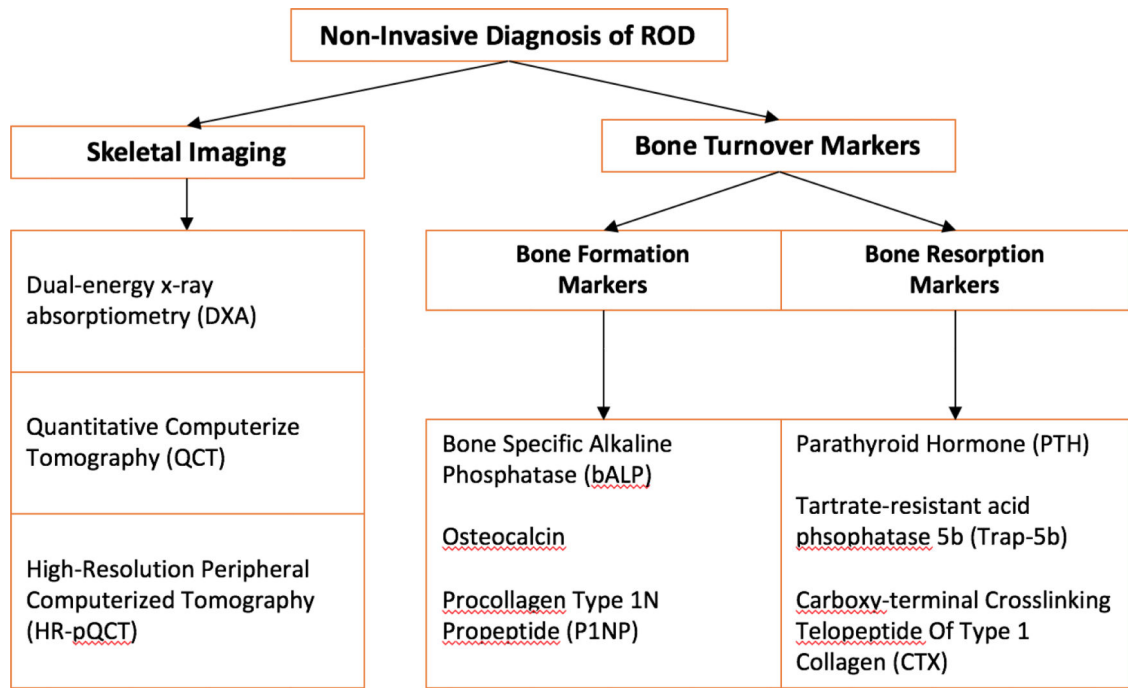 Non-Invasive Diagnosis of ROD
Skeletal Imaging
Bone Turnover Markers
Dual-energy x-ray
absorptiometry (DXA)
Quantitative Computerize
Tomography (QCT)
High-Resolution Peripheral
Computerized Tomography
(HR-pQCT)
Bone Formation
Markers
Bone Specific Alkaline
Phosphatase (bALP)
Osteocalcin
Procollagen Type 1N
Propeptide (P1NP)
Bone Resorption
Markers
Parathyroid Hormone (PTH)
Tartrate-resistant acid
phsophatase 5b (Trap-5b)
Carboxy-terminal Crosslinking
Telopeptide Of Type 1
Collagen (CTX)